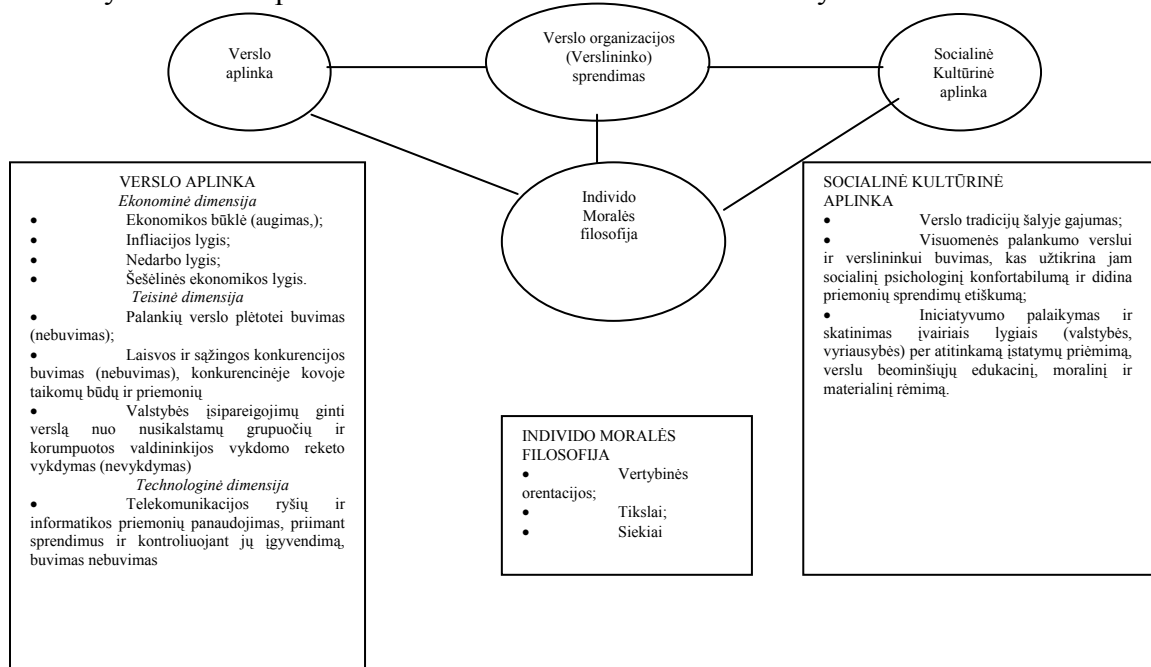 Verslo
aplinka
Verslo organizacijos
(Verslininko)
sprendimas
Socialinė
Kultūrinė
aplinka
Individo
Moralės
filosofija
VERSLO APLINKA
Ekonominė dimensija
• Ekonomikos būklė (augimas,);
• Infliacijos lygis;
• Nedarbo lygis;
• Šešėlinės ekonomikos lygis.
Teisinė dimensija
• Palankių verslo plėtotei buvimas
(nebuvimas);
• Laisvos ir sąžingos konkurencijos
buvimas (nebuvimas), konkurencinėje kovoje
taikomų būdų ir priemonių
• Valstybės įsipareigojimų ginti
verslą nuo nusikalstamų grupuočių ir
korumpuotos valdininkijos vykdomo reketo
vykdymas (nevykdymas)
Technologinė dimensija
• Telekomunikacijos ryšių ir
informatikos priemonių panaudojimas, priimant
sprendimus ir kontroliuojant jų įgyvendimą,
buvimas nebuvimas
INDIVIDO MORALĖS
FILOSOFIJA
• Vertybinės
orentacijos;
• Tikslai;
• Siekiai
SOCIALINĖ KULTŪRINĖ
APLINKA
• Verslo tradicijų šalyje gajumas;
• Visuomenės palankumo verslui
ir verslininkui buvimas, kas užtikrina jam
socialinį psichologinį konfortabilumą ir didina
priemonių sprendimų etiškumą;
• Iniciatyvumo palaikymas ir
skatinimas įvairiais lygiais (valstybės,
vyriausybės) per atitinkamą įstatymų priėmimą,
verslu beominšiųjų edukacinį, moralinį ir
materialinį rėmimą.